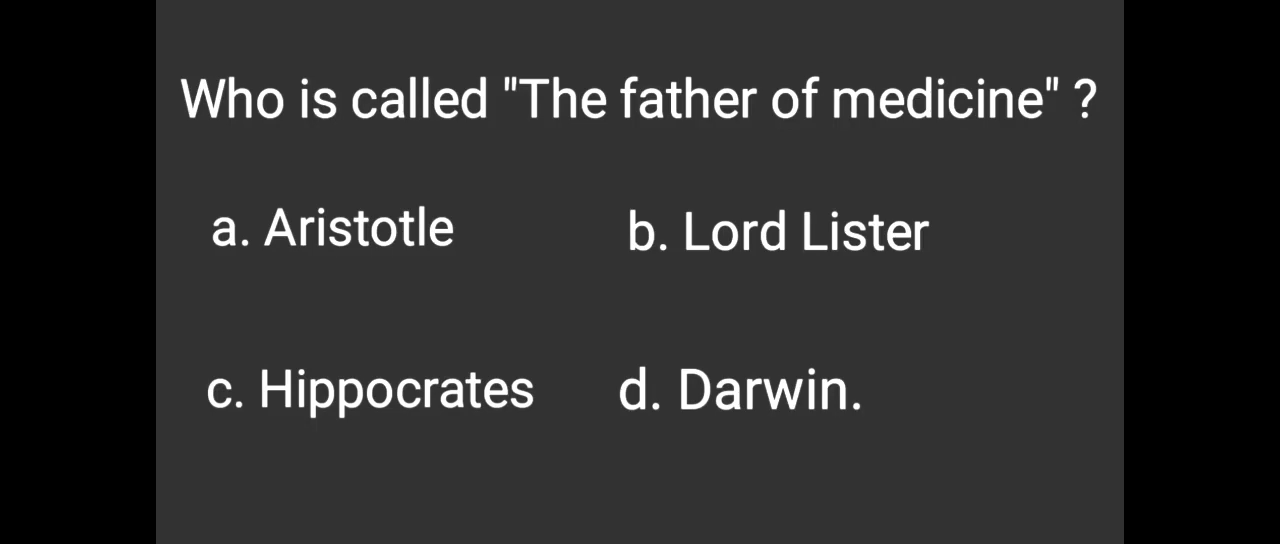 Who is called "The father of medicine" ?
a. Aristotle b. Lord Lister
c. Hippocrates d. Darwin.